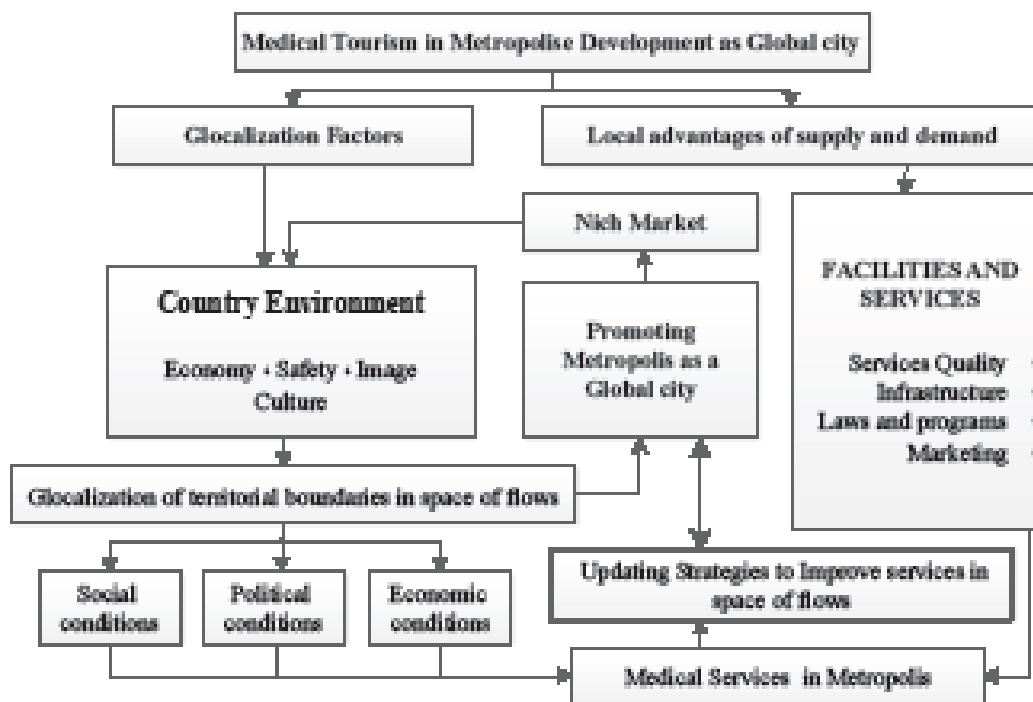 Medical Tourism in Metropolise Development as Global city
Glocalization Factors
Local advantages of supply and demand
Nich Market
Country Environment
Economy • Safety • Image
Culture
Promoting
Metropolis as a
Global city
FACILITIES AND
SERVICES
Services Quality •
Infrastructure •
Laws and programs •
Marketing •
Glocalization of territorial boundaries in space of flows
Social
conditions
Political
conditions
Economic
conditions
Updating Strategies to Improve services in
space of flows
Medical Services in Metropolis